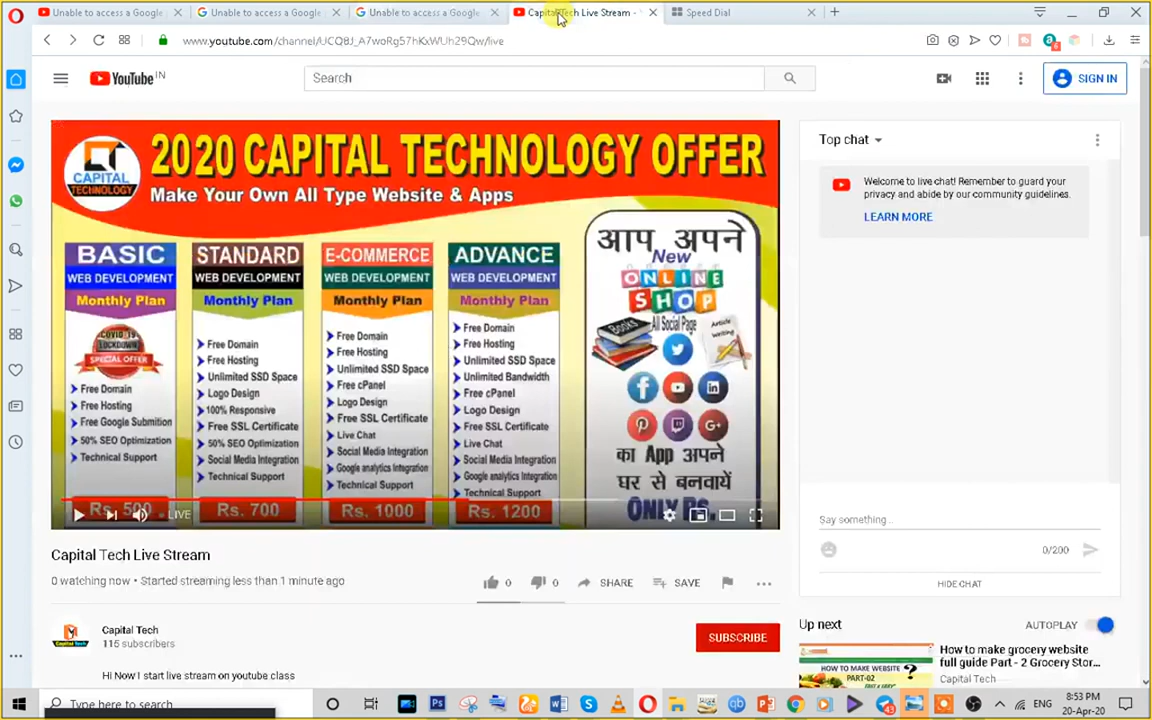 Unable to access a Google
Unable to access a Google
Unable to access a Google
Capital Tech Live Stream -
Speed Dial
www.youtube.com/channel/UCQ8J_A7woRg57hKxWUh29Qw/live
6
YouTube IN
Search
SIGN IN
CAPITAL
TECHNOLOGY
2020 CAPITAL TECHNOLOGY OFFER
Make Your Own All Type Website & Apps
BASIC
WEB DEVELOPMENT
Monthly Plan
COVID-19
LOCKDOWN
SPECIAL OFFER
Free Domain
Free Hosting
Free Google Submition
50% SEO Optimization
Technical Support
Rs. 500
STANDARD
WEB DEVELOPMENT
Monthly Plan
Free Domain
Free Hosting
Unlimited SSD Space
Logo Design
100% Responsive
Free SSL Certificate
50% SEO Optimization
Social Media Integration
Technical Support
Rs. 700
E-COMMERCE
WEB DEVELOPMENT
Monthly Plan
Free Domain
Free Hosting
Unlimited SSD Space
Free cPanel
Logo Design
Free SSL Certificate
Live Chat
Social Media Integration
Google analytics Integration
Technical Support
Rs. 1000
ADVANCE
WEB DEVELOPMENT
Monthly Plan
Free Domain
Free Hosting
Unlimited SSD Space
Unlimited Bandwidth
Free cPanel
Logo Design
Free SSL Certificate
Live Chat
Social Media Integration
Google analytics Integration
Technical Support
Rs. 1200
आप अपने
New
ONLINE
SHOP
All Social Page
Books
Article
Writing
का App अपने
घर से बनवायें
ONLY RS.
LIVE
Top chat
Welcome to live chat! Remember to guard your
privacy and abide by our community guidelines.
LEARN MORE
Say something...
0/200
HIDE CHAT
Capital Tech Live Stream
0 watching now • Started streaming less than 1 minute ago
0
0
SHARE
SAVE
Capital Tech
115 subscribers
SUBSCRIBE
Hi Now I start live stream on youtube class
Up next
AUTOPLAY
HOW TO MAKE WEBSITE
PART-02
How to make grocery website
full guide Part - 2 Grocery Stor...
Capital Tech
Type here to search
43
ENG
8:53 PM
20-Apr-20